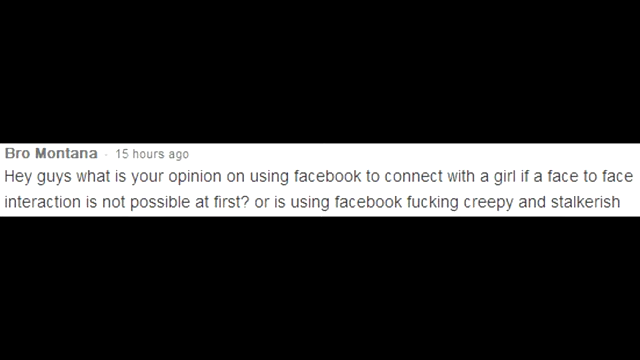 Bro Montana · 15 hours ago
Hey guys what is your opinion on using facebook to connect with a girl if a face to face
interaction is not possible at first? or is using facebook fucking creepy and stalkerish